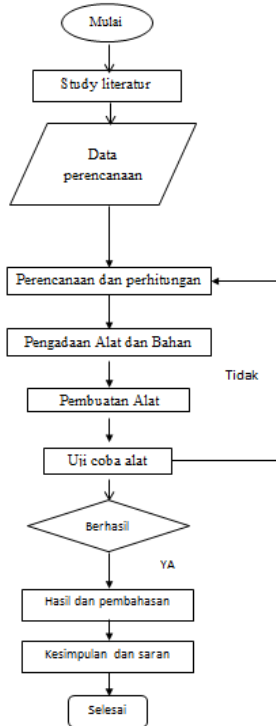 Mulai
Study literatur
Data
perencanaan
Perencanaan dan perhitungan
Pengadaan Alat dan Bahan
Tidak
Pembuatan Alat
Uji coba alat
Berhasil
YA
Hasil dan pembahasan
Kesimpulan dan saran
Selesai